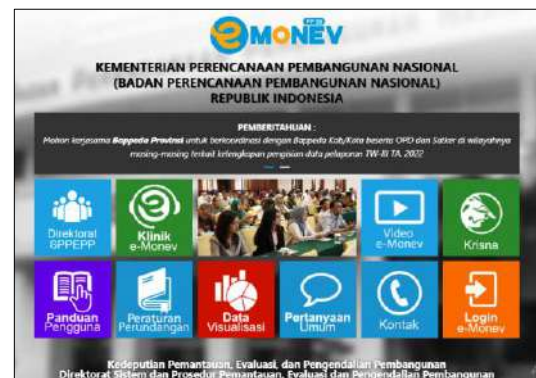 e MONEV
PP 39
KEMENTERIAN PERENCANAAN PEMBANGUNAN NASIONAL
(BADAN PERENCANAAN PEMBANGUNAN NASIONAL)
REPUBLIK INDONESIA
PEMBERITAHUAN :
Mohon kerjasama Bappeda Provinsi untuk berkoordinasi dengan Bappeda Kab/Kota beserta OPD dan Satker di wilayahnya
masing-masing terkait kelengkapan pengisian data pelaporan TW-III TA. 2022
Direktorat
SPPEPP
Klinik
e-Monev
Video
e-Monev
Krisna
Panduan
Pengguna
Peraturan
Perundangan
Data
Visualisasi
Pertanyaan
Umum
Kontak
Login
e-Monev
Kedeputian Pemantauan, Evaluasi, dan Pengendalian Pembangunan
Direktorat Sistem dan Prosedur Pemantauan, Evaluasi dan Pengendalian Pembangunan